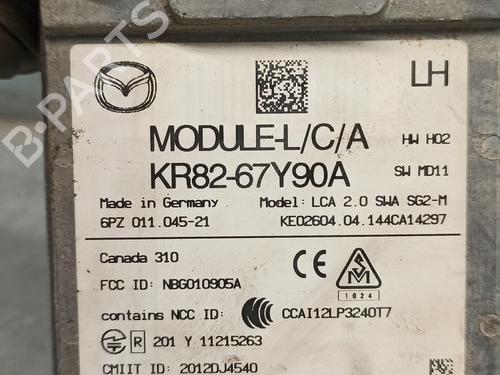 LH
MODULE-L/C/A
HW H02
KR82-67Y90A
SW MD11
Made in Germany
Model: LCA 2.0 SWA SG2-M
6PZ 011.045-21
KE02604.04.144CA14297
Canada 310
CE
FCC ID: NBG010905A
1024
contains NCC ID:
CCAI12LP3240T7
R 201 Y 11215263
CMIIT ID: 2012DJ4540
B-PARTS